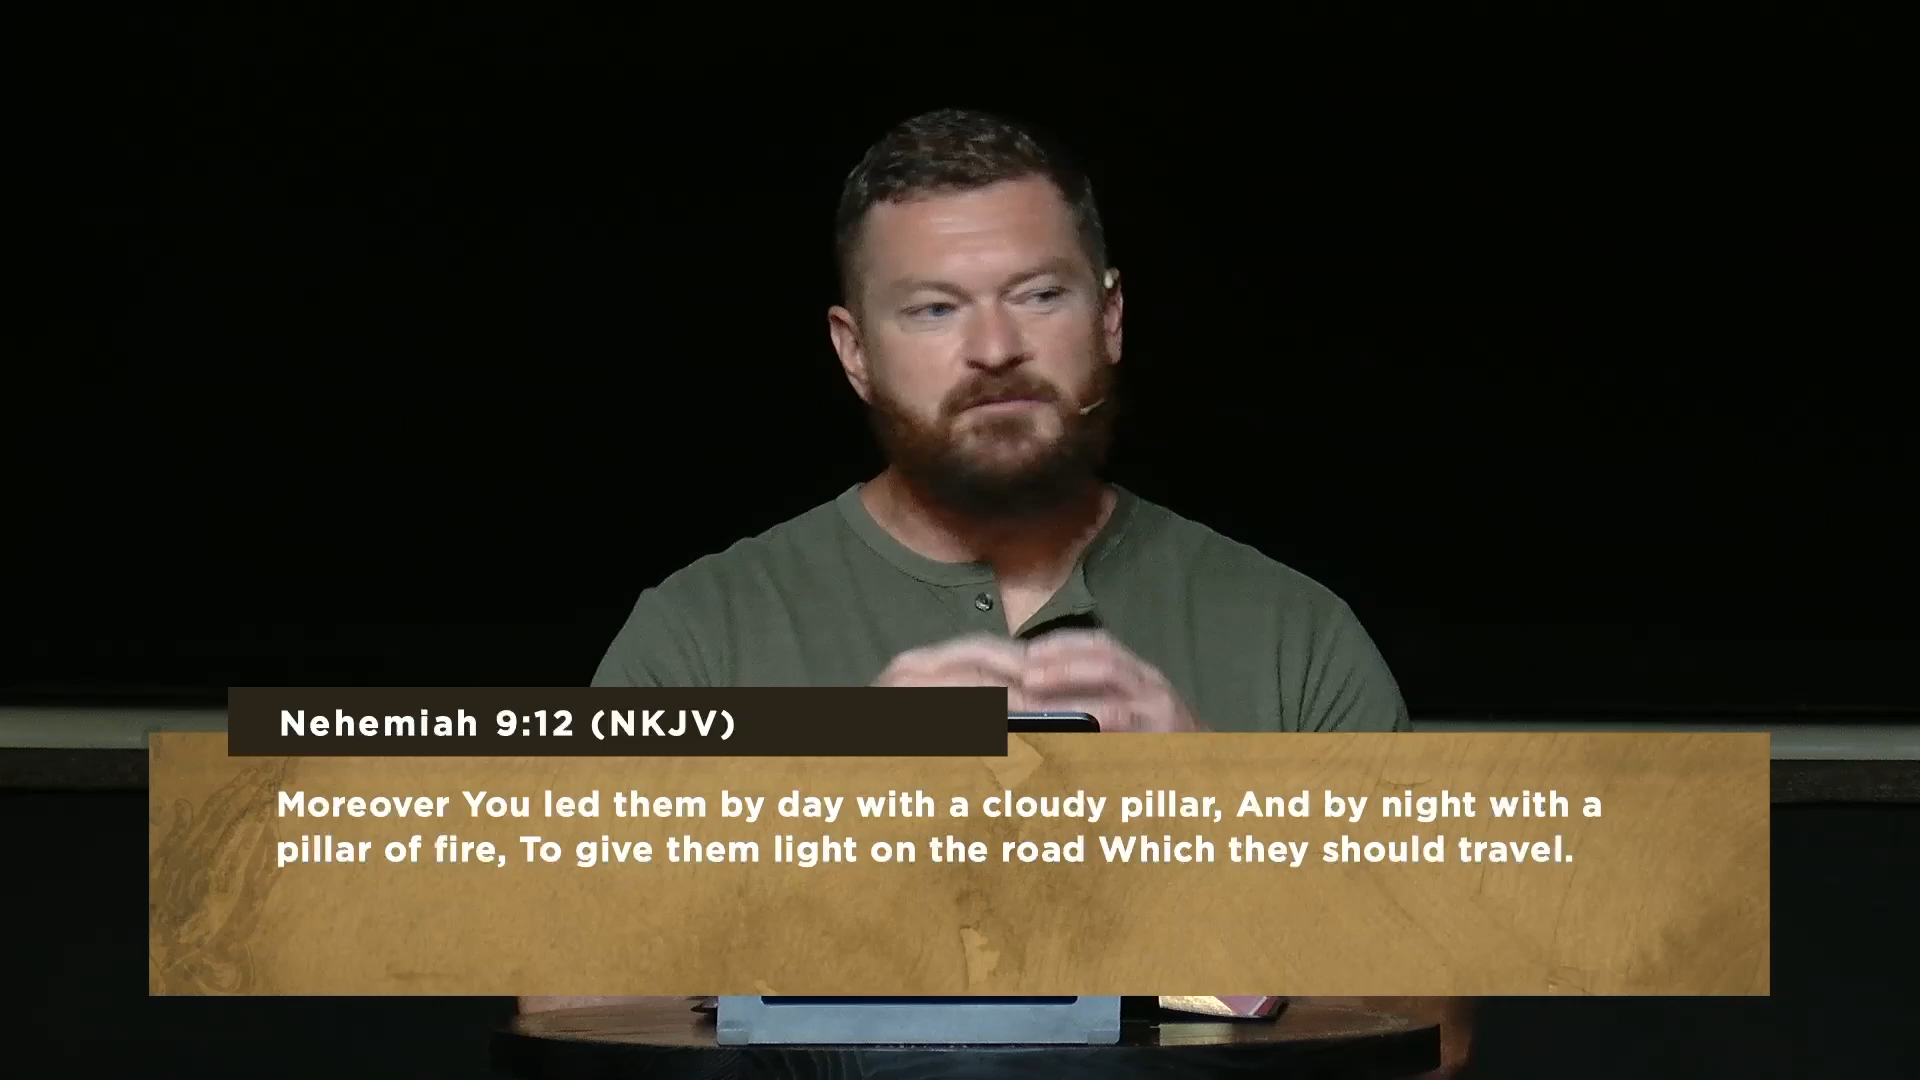 Nehemiah 9:12 (NKJV)
Moreover You led them by day with a cloudy pillar, And by night with a
pillar of fire, To give them light on the road Which they should travel.